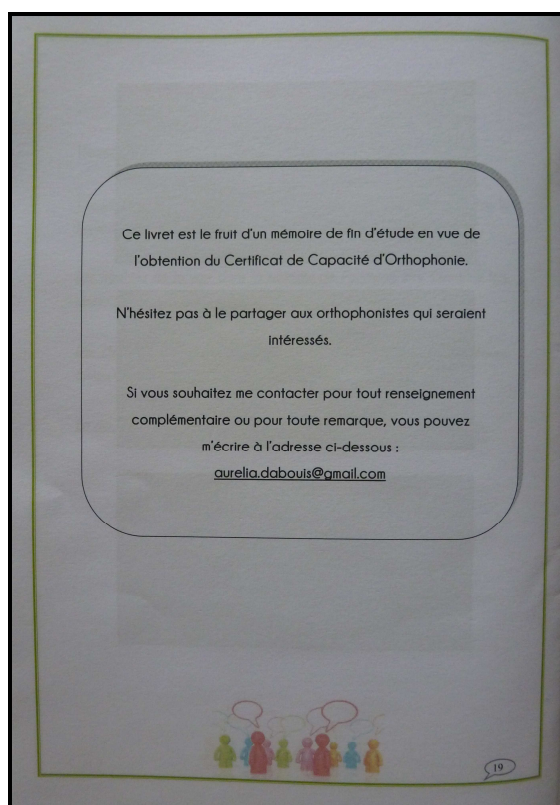 Ce livret est le fruit d'un mémoire de fin d'étude en vue de
l'obtention du Certificat de Capacité d'Orthophonie.
N'hésitez pas à le partager aux orthophonistes qui seraient
intéressés.
Si vous souhaitez me contacter pour tout renseignement
complémentaire ou pour toute remarque, vous pouvez
m'écrire à l'adresse ci-dessous :
aurelia.dabouis@gmail.com
19